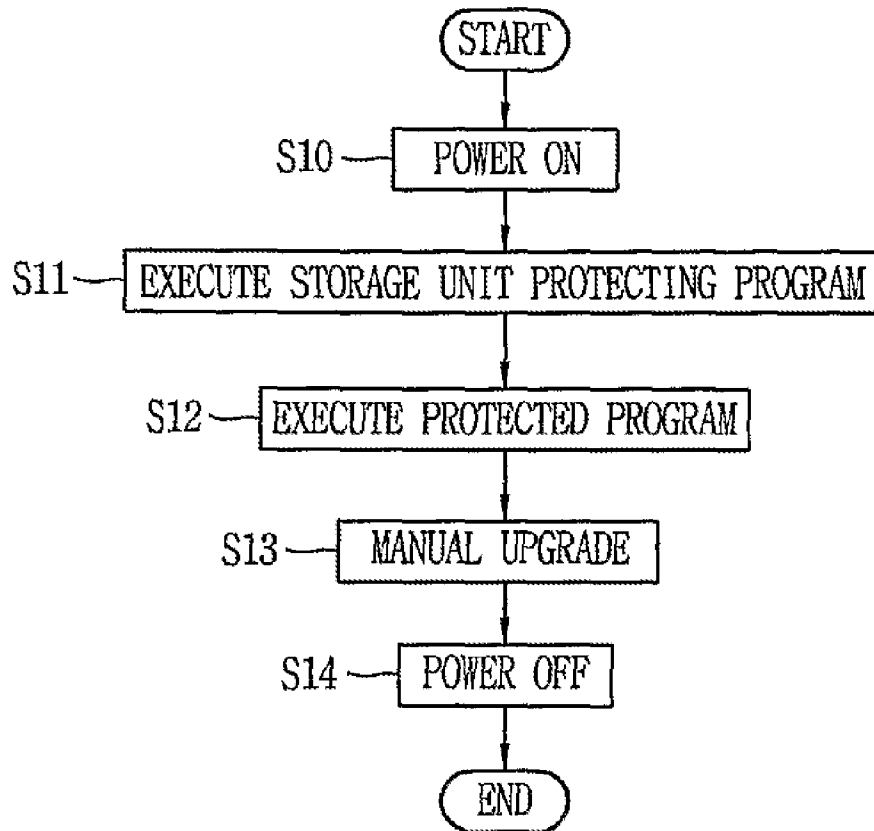 START
S10 POWER ON
S11 EXECUTE STORAGE UNIT PROTECTING PROGRAM
S12 EXECUTE PROTECTED PROGRAM
S13 MANUAL UPGRADE
S14 POWER OFF
END